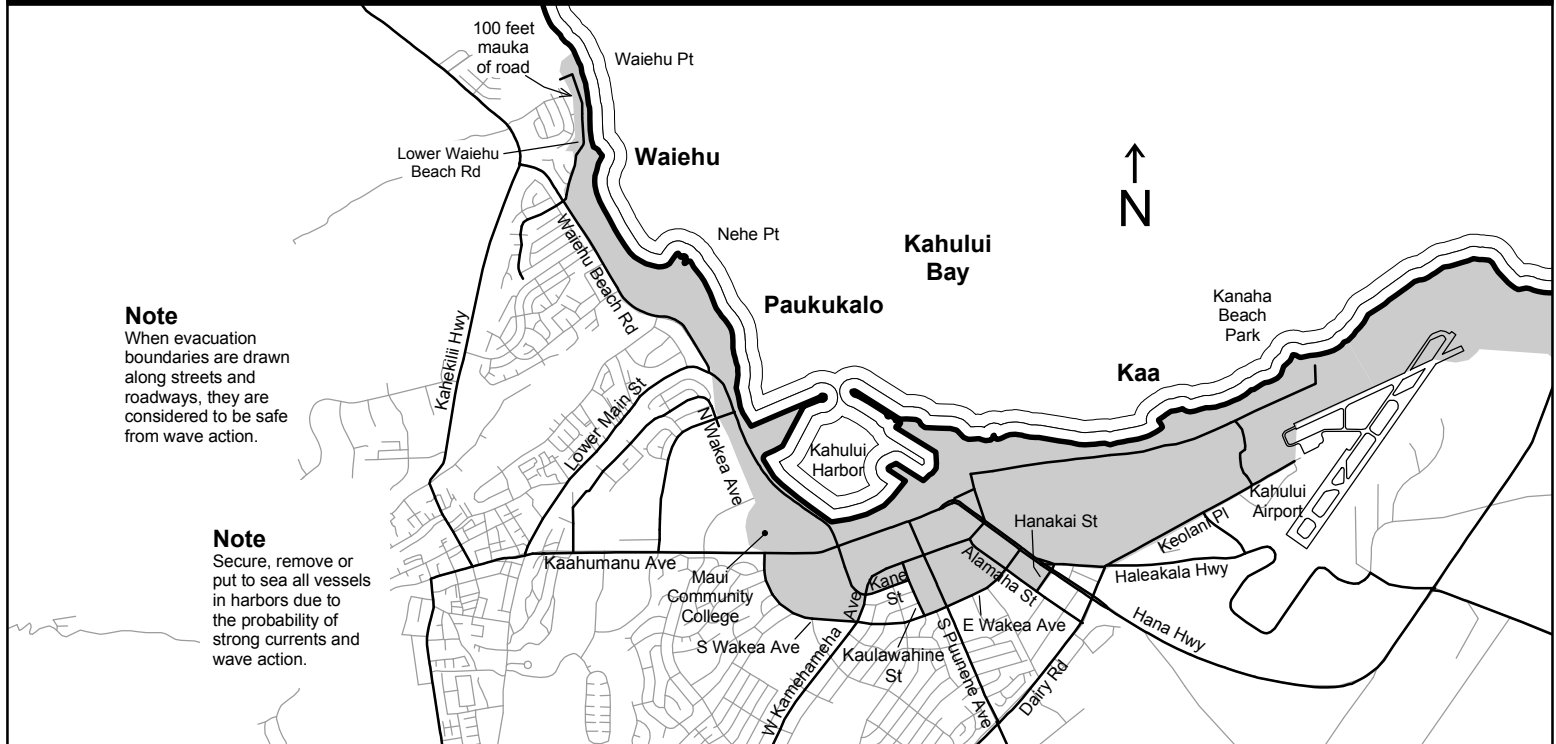 100 feet
mauka
of road
Waiehu Pt
Lower Waiehu
Beach Rd
Waiehu
N
Nehe Pt
Kahului
Bay
Waiehu Beach Rd
Paukukalo
Kanaha
Beach
Park
Note
When evacuation
boundaries are drawn
along streets and
roadways, they are
considered to be safe
from wave action.
Kahekilii Hwy
Kaa
Lower Main St
N Wakea Ave
Kahului
Harbor
Kahului
Airport
Hanakai St
Keolani Pl
Note
Secure, remove or
put to sea all vessels
in harbors due to
the probability of
strong currents and
wave action.
Kaahumanu Ave
Maui
Community
College
Kane
St
Alamaha St
Haleakala Hwy
Hana Hwy
S Wakea Ave
W Kamehameha Ave
Kaulawahine
St
S Puunene Ave
E Wakea Ave
Dairy Rd